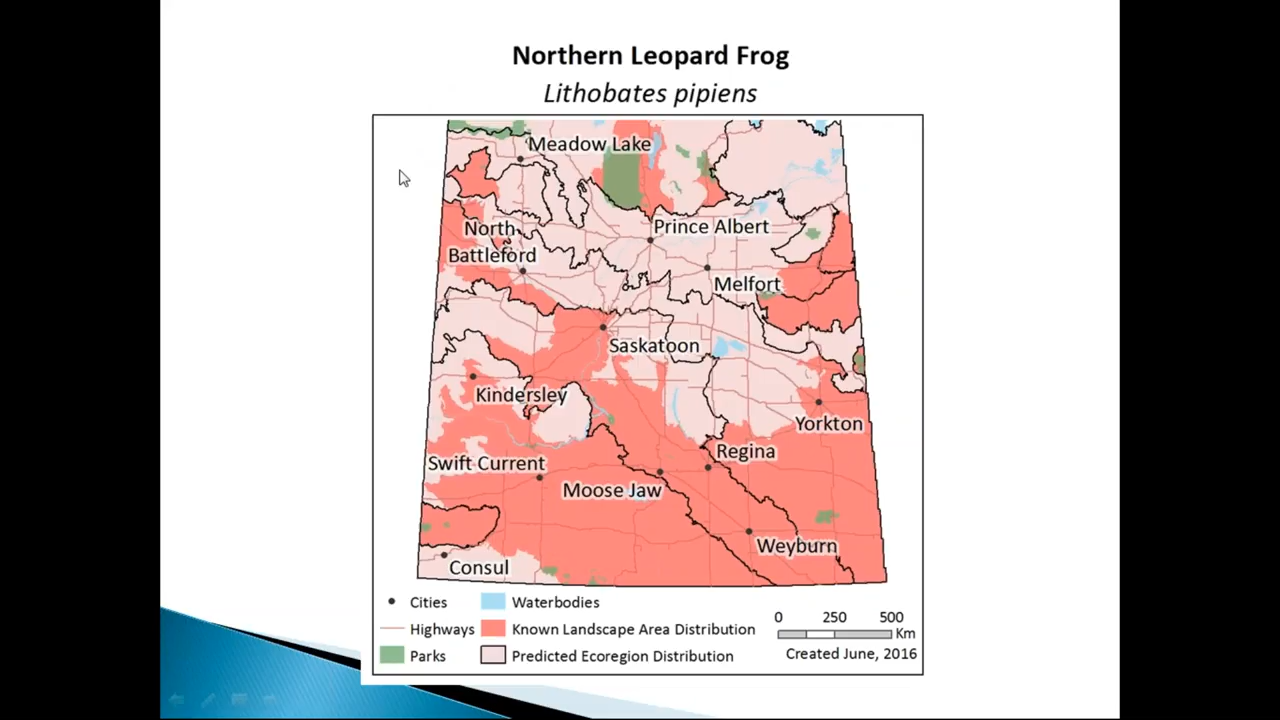 Northern Leopard Frog
Lithobates pipiens
Meadow Lake
North
Battleford
Prince Albert
Melfort
Saskatoon
Kindersley
Yorkton
Regina
Swift Current
Moose Jaw
Weyburn
Consul
Cities
Highways
Parks
Waterbodies
Known Landscape Area Distribution
Predicted Ecoregion Distribution
0 250 500
Km
Created June, 2016